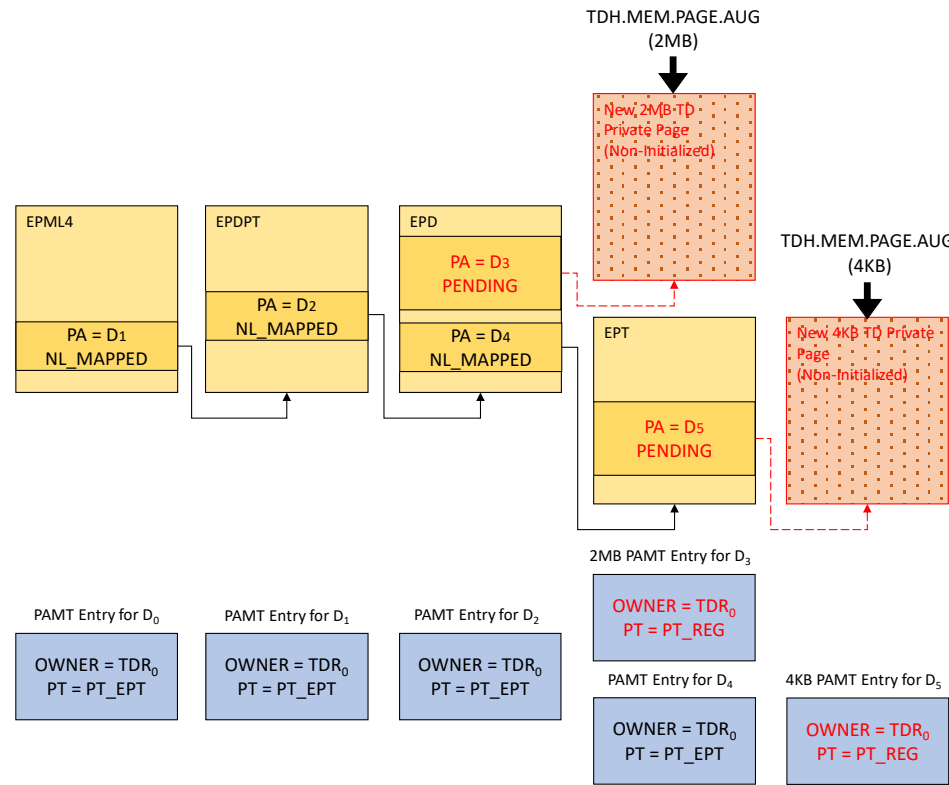 TDH.MEM.PAGE.AUG
(2MB)
New 2MB TD
Private Page
(Non-Initialized)
EPML4
EPDPT
EPD
PA = D1
NL_MAPPED
PA = D2
NL_MAPPED
PA = D3
PENDING
PA = D4
NL_MAPPED
TDH.MEM.PAGE.AUG
(4KB)
EPT
New 4KB TD Private
Page
(Non-Initialized)
PA = D5
PENDING
2MB PAMT Entry for D3
OWNER = TDR0
PT = PT_REG
PAMT Entry for D0
OWNER = TDR0
PT = PT_EPT
PAMT Entry for D1
OWNER = TDR0
PT = PT_EPT
PAMT Entry for D2
OWNER = TDR0
PT = PT_EPT
PAMT Entry for D4
OWNER = TDR0
PT = PT_EPT
4KB PAMT Entry for D5
OWNER = TDR0
PT = PT_REG